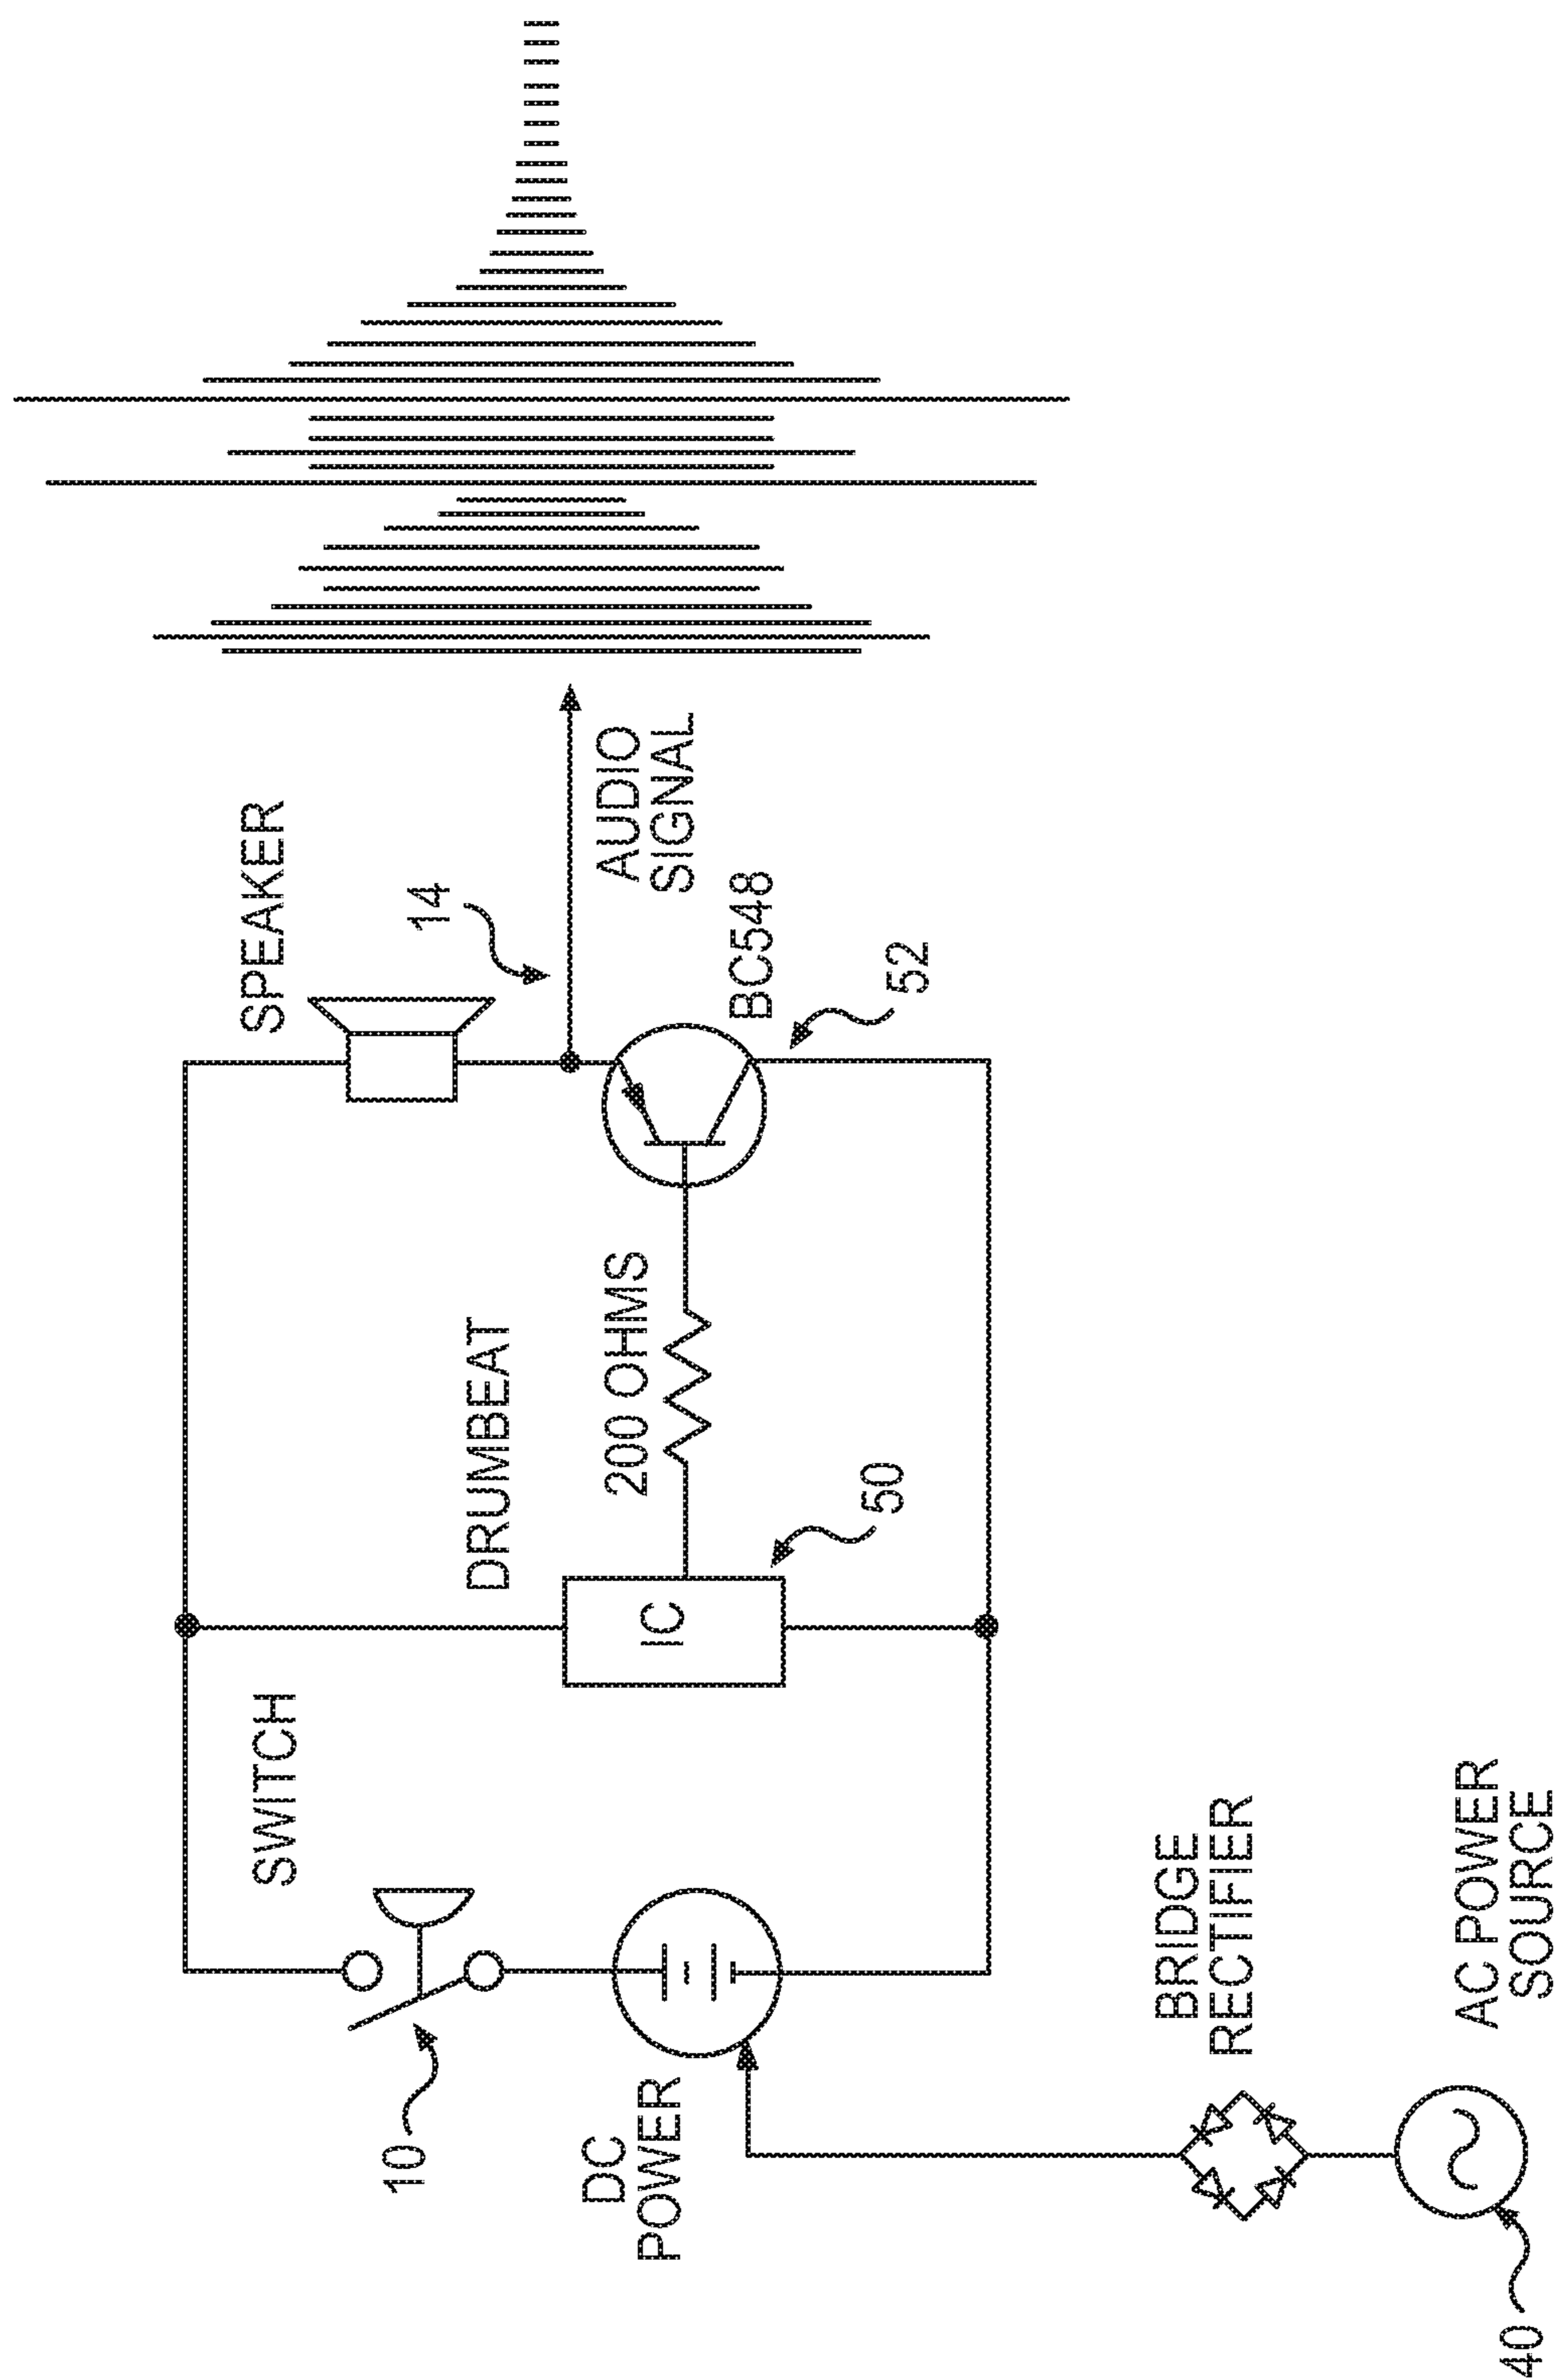 SPEAKER
14
AUDIO
SIGNAL
BC548
52
DRUMBEAT
200 OHMS
IC
50
SWITCH
10
DC
POWER
BRIDGE
RECTIFIER
AC POWER
SOURCE
40